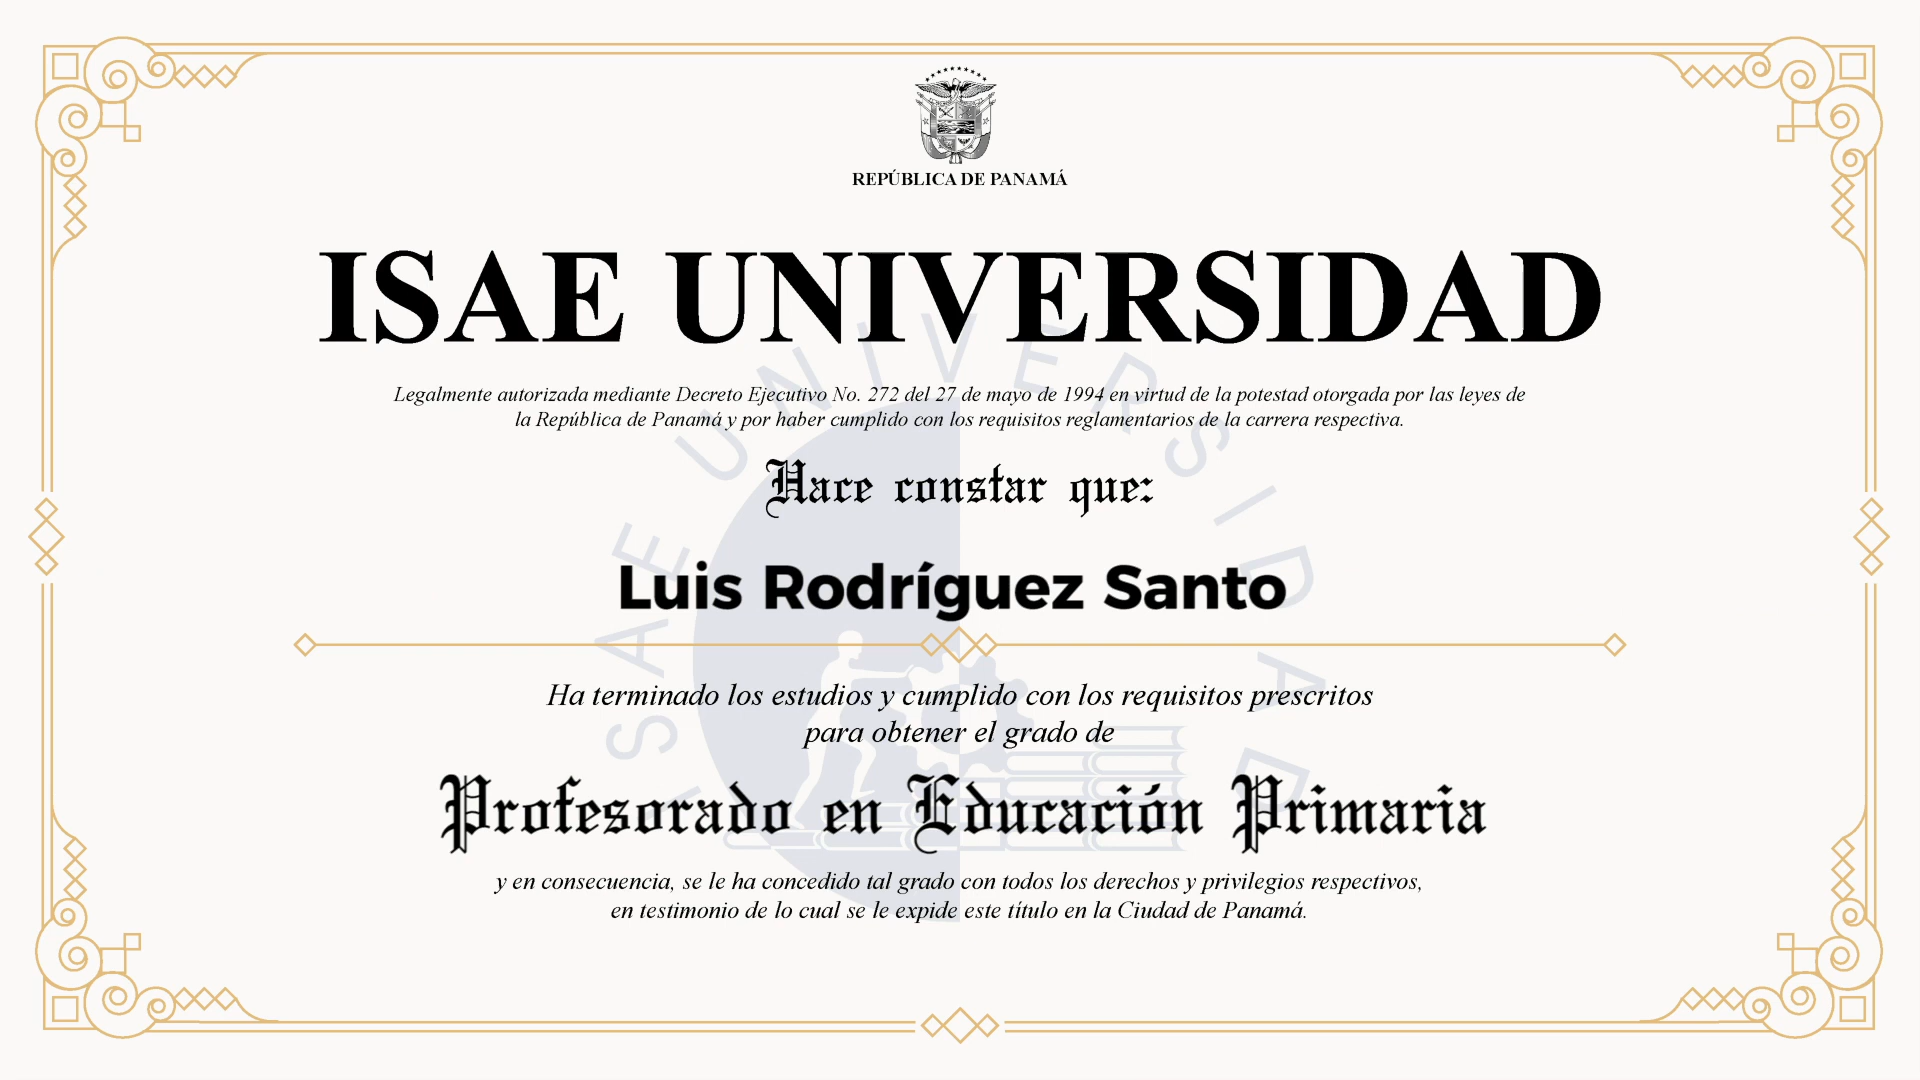 REPÚBLICA DE PANAMÁ
ISAE UNIVERSIDAD
Legalmente autorizada mediante Decreto Ejecutivo No. 272 del 27 de mayo de 1994 en virtud de la potestad otorgada por las leyes de
la República de Panamá y por haber cumplido con los requisitos reglamentarios de la carrera respectiva.
Hace constar que:
Luis Rodríguez Santo
Ha terminado los estudios y cumplido con los requisitos prescritos
para obtener el grado de
Profesorado en Educación Primaria
y en consecuencia, se le ha concedido tal grado con todos los derechos y privilegios respectivos,
en testimonio de lo cual se le expide este título en la Ciudad de Panamá.
ISAE UNIVERSIDAD